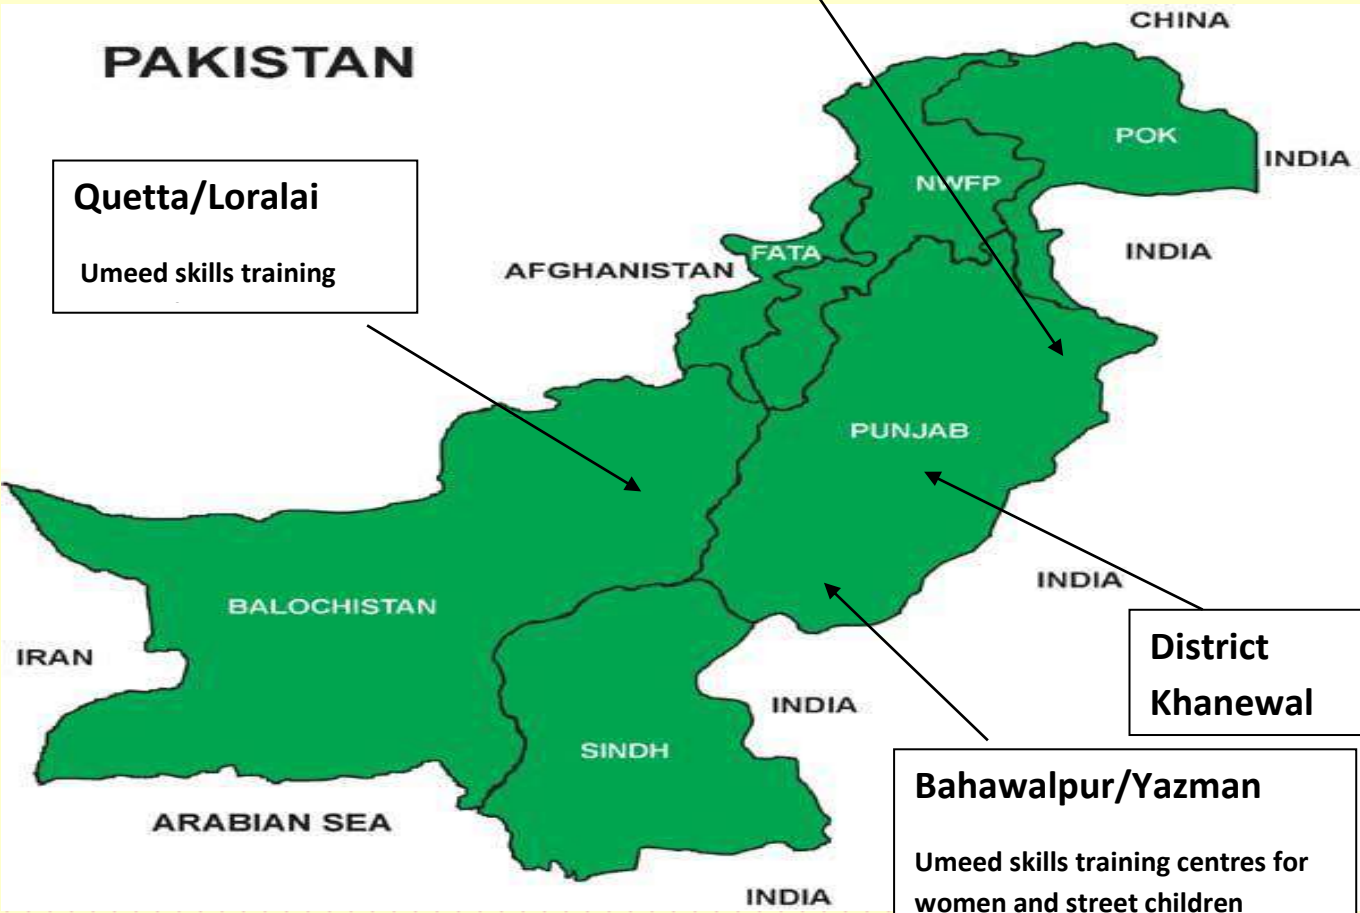 CHINA
PAKISTAN
POK
INDIA
Quetta/Loralai
NWFP
Umeed skills training
FATA
AFGHANISTAN
INDIA
PUNJAB
INDIA
BALOCHISTAN
IRAN
District
Khanewal
INDIA
SINDH
Bahawalpur/Yazman
ARABIAN SEA
Umeed skills training centres for
women and street children
INDIA